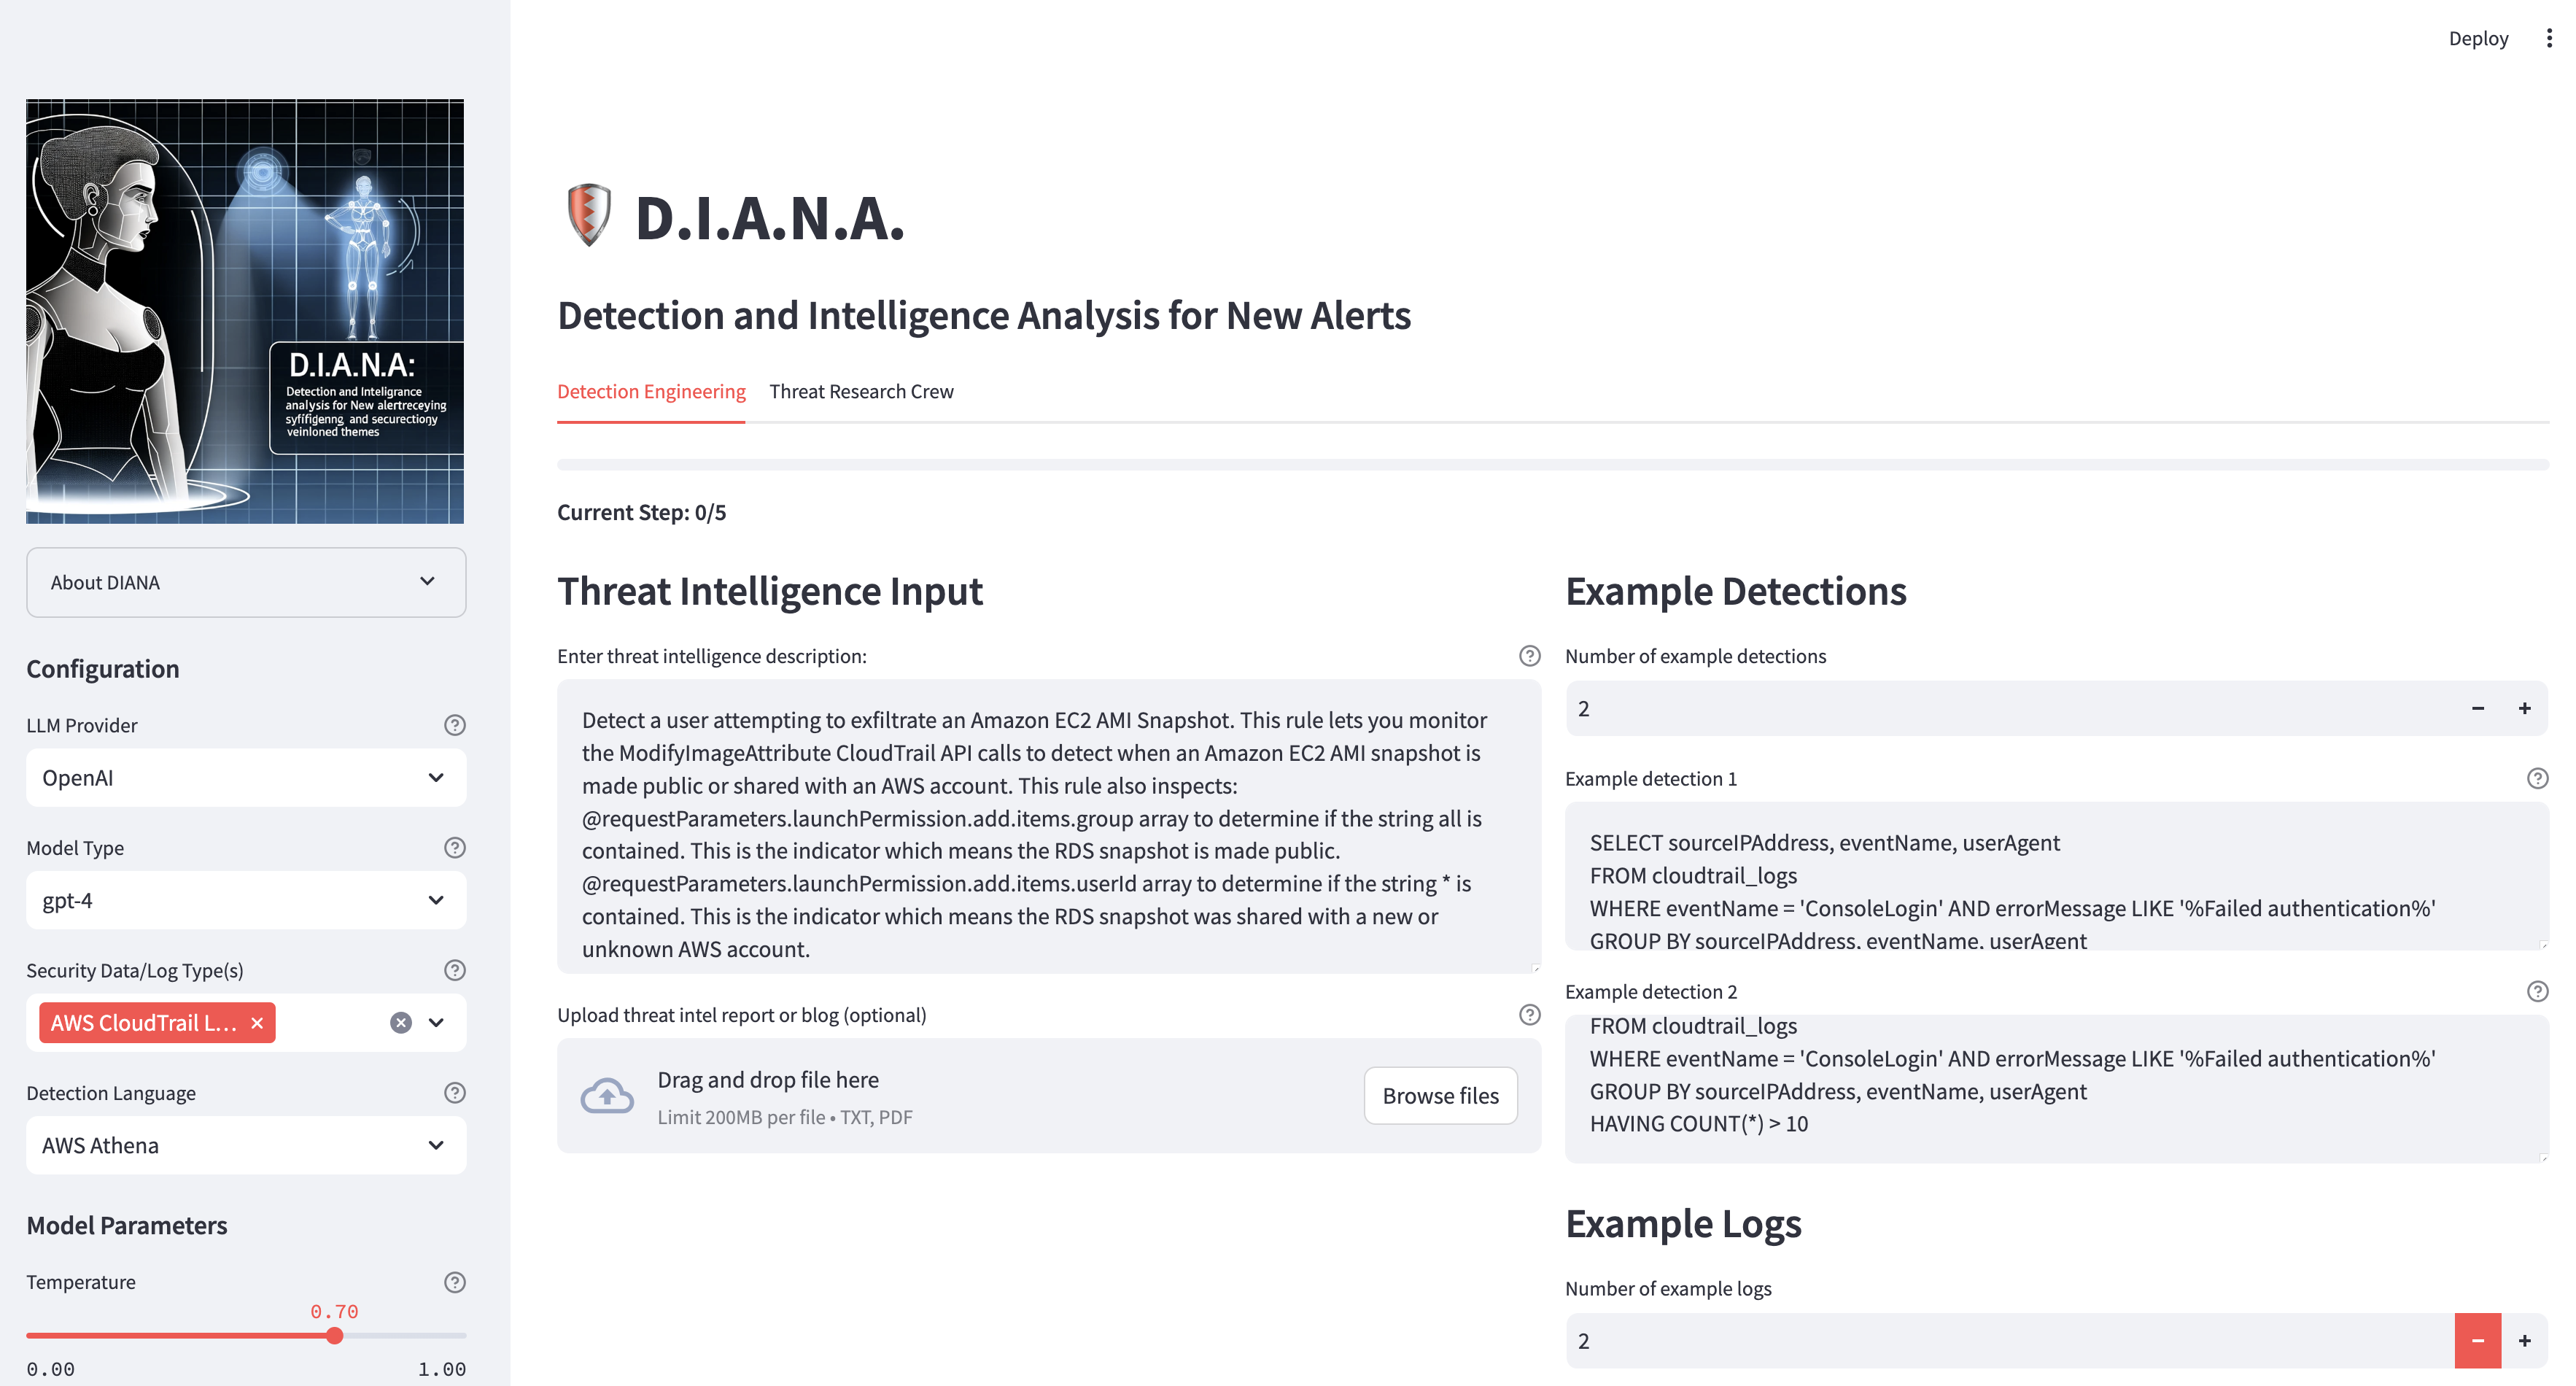 Deploy
D.I.A.N.A:
Detection and Inteligrance
analysis for New alertreceying
syfifigenng, and securectiony
veinloned themes
About DIANA
Configuration
LLM Provider
OpenAI
Model Type
gpt-4
Security Data/Log Type(s)
AWS CloudTrail L...
Detection Language
AWS Athena
Model Parameters
Temperature
0.70
0.00 1.00
D.I.A.N.A.
Detection and Intelligence Analysis for New Alerts
Detection Engineering Threat Research Crew
Current Step: 0/5
Threat Intelligence Input
Enter threat intelligence description:
Detect a user attempting to exfiltrate an Amazon EC2 AMI Snapshot. This rule lets you monitor
the ModifyImageAttribute CloudTrail API calls to detect when an Amazon EC2 AMI snapshot is
made public or shared with an AWS account. This rule also inspects:
@requestParameters.launchPermission.add.items.group array to determine if the string all is
contained. This is the indicator which means the RDS snapshot is made public.
@requestParameters.launchPermission.add.items.userId array to determine if the string * is
contained. This is the indicator which means the RDS snapshot was shared with a new or
unknown AWS account.
Upload threat intel report or blog (optional)
Drag and drop file here
Limit 200MB per file • TXT, PDF
Browse files
Example Detections
Number of example detections
2
Example detection 1
SELECT sourceIPAddress, eventName, userAgent
FROM cloudtrail_logs
WHERE eventName = 'ConsoleLogin' AND errorMessage LIKE '%Failed authentication%'
GROUP BY sourceIPAddress, eventName, userAgent
Example detection 2
FROM cloudtrail_logs
WHERE eventName = 'ConsoleLogin' AND errorMessage LIKE '%Failed authentication%'
GROUP BY sourceIPAddress, eventName, userAgent
HAVING COUNT(*) > 10
Example Logs
Number of example logs
2